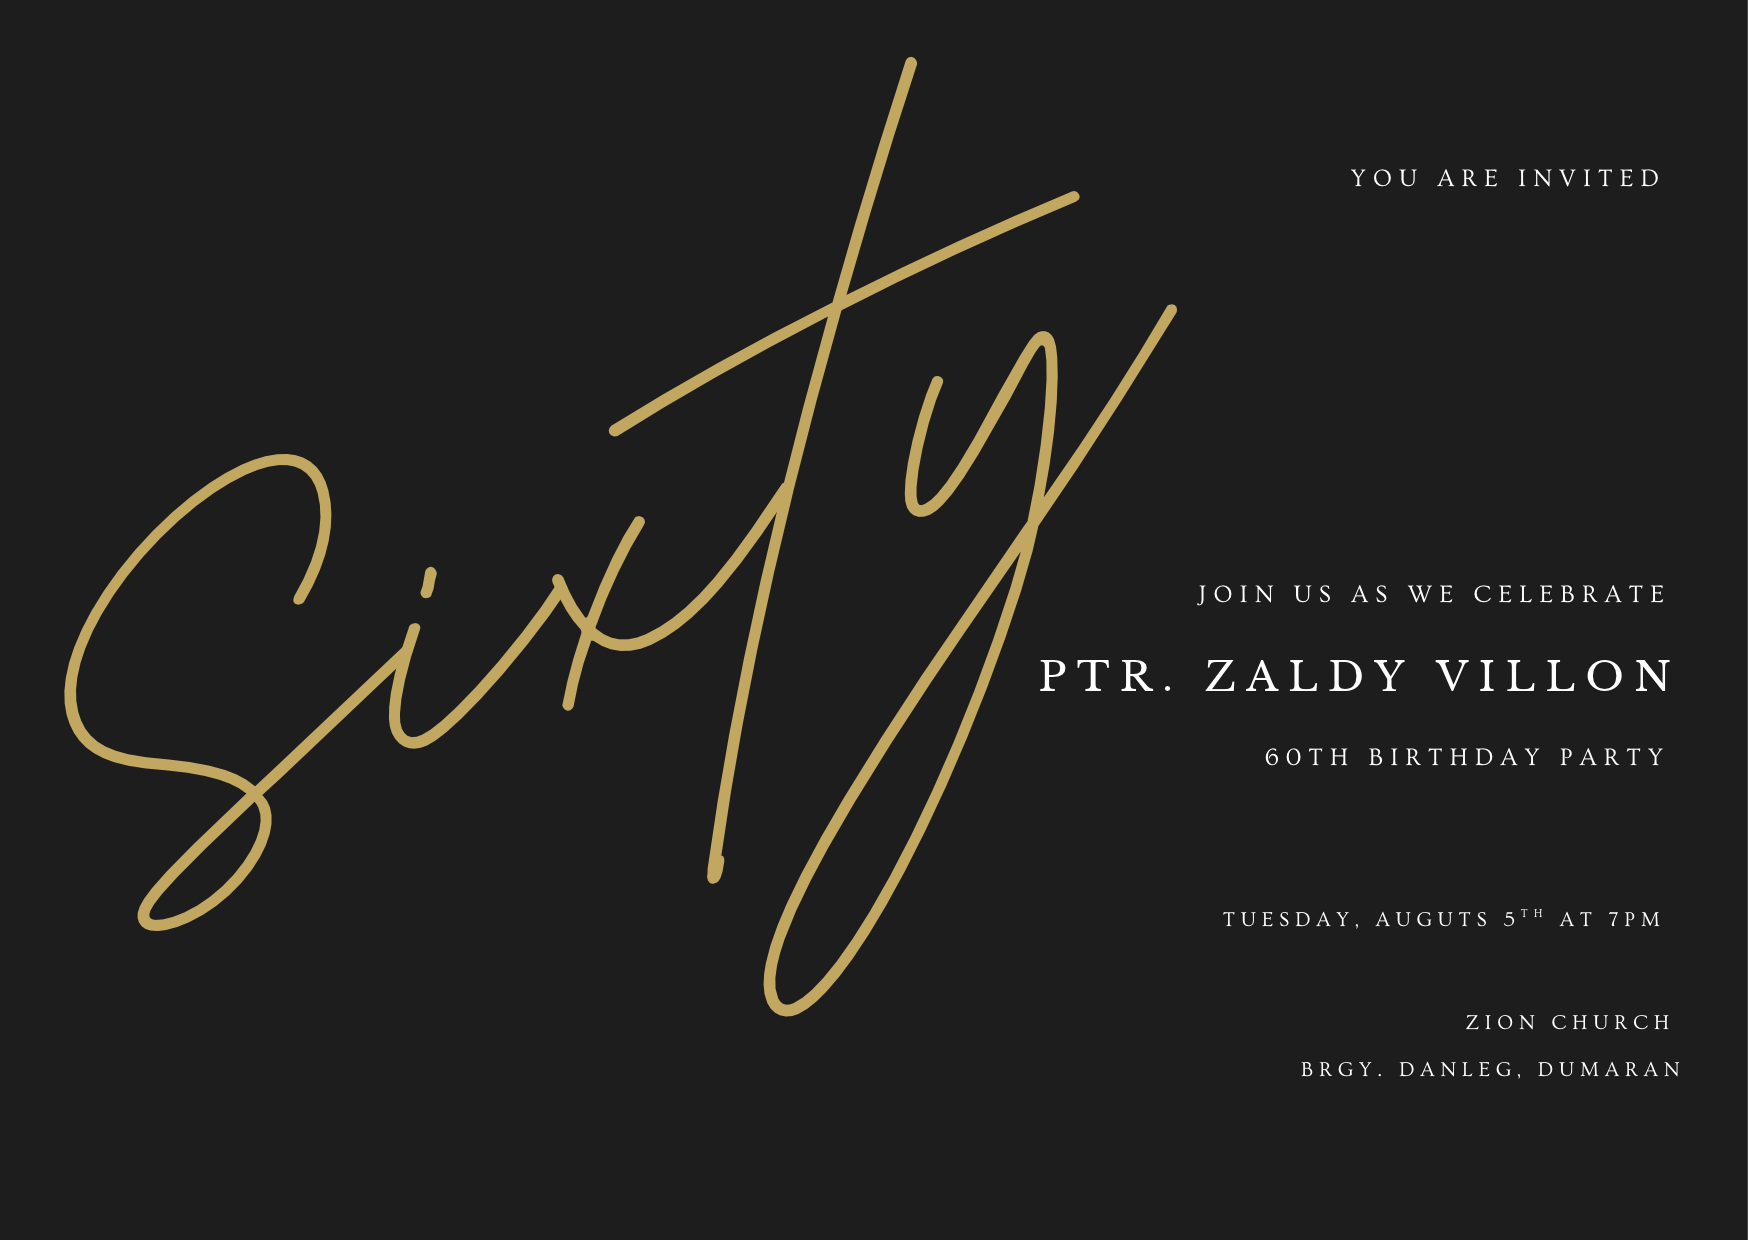 Sixty
YOU ARE INVITED
JOIN US AS WE CELEBRATE
PTR. ZALDY VILLON
60TH BIRTHDAY PARTY
TUESDAY, AUGUTS 5TH AT 7PM
ZION CHURCH
BRGY. DANLEG, DUMARAN